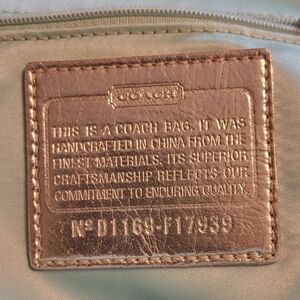 COACH
THIS IS A COACH BAG. IT WAS
HANDCRAFTED IN CHINA FROM THE
FINEST MATERIALS. ITS SUPERIOR
CRAFTSMANSHIP REFLECTS OUR
COMMITMENT TO ENDURING QUALITY.
Nº D1169-F17939